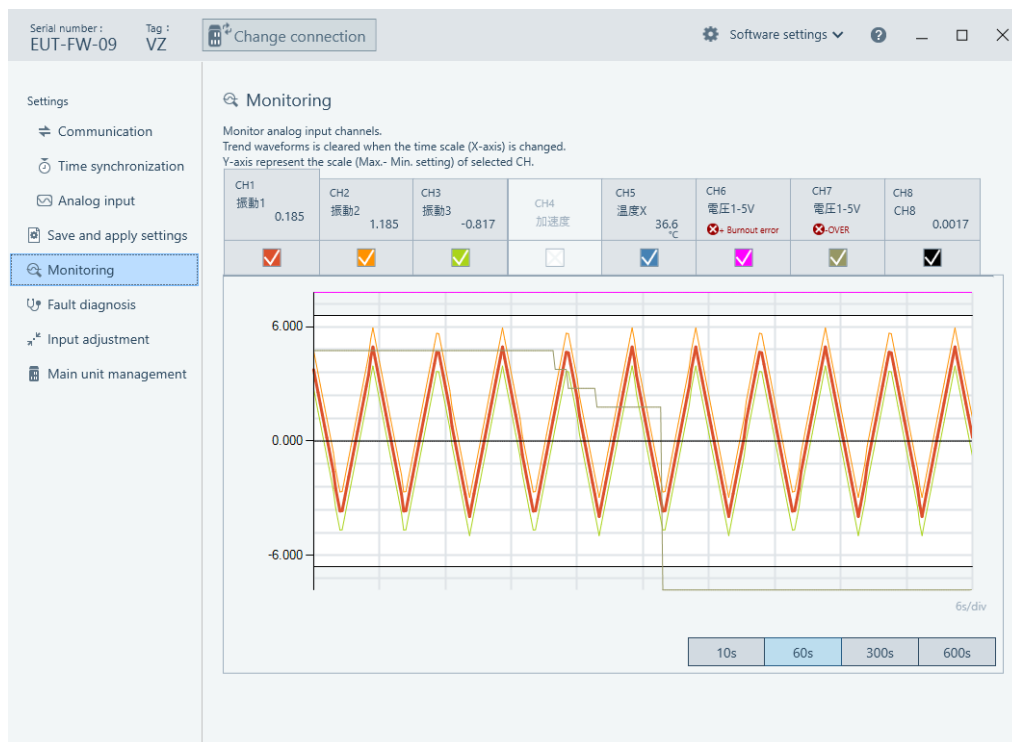 Serial number :
EUT-FW-09
Tag :
VZ
Change connection
Software settings
Settings
Communication
Time synchronization
Analog input
Save and apply settings
Monitoring
Fault diagnosis
Input adjustment
Main unit management
Monitoring
Monitor analog input channels.
Trend waveforms is cleared when the time scale (X-axis) is changed.
Y-axis represent the scale (Max.- Min. setting) of selected CH.
CH1
振動1
0.185
CH2
振動2
1.185
CH3
振動3
-0.817
CH4
加速度
CH5
温度X
36.6
°C
CH6
電圧1-5V
+ Burnout error
CH7
電圧1-5V
-OVER
CH8
CH8
0.0017
6.000
0.000
-6.000
6s/div
10s
60s
300s
600s